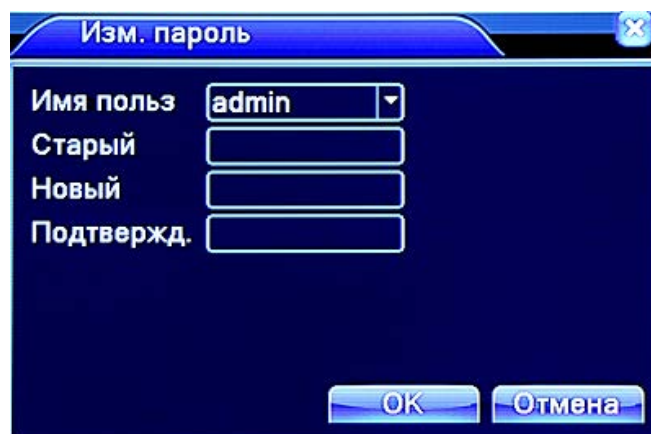 Изм. пароль
Имя польз admin
Старый
Новый
Подтвержд.
OK Отмена